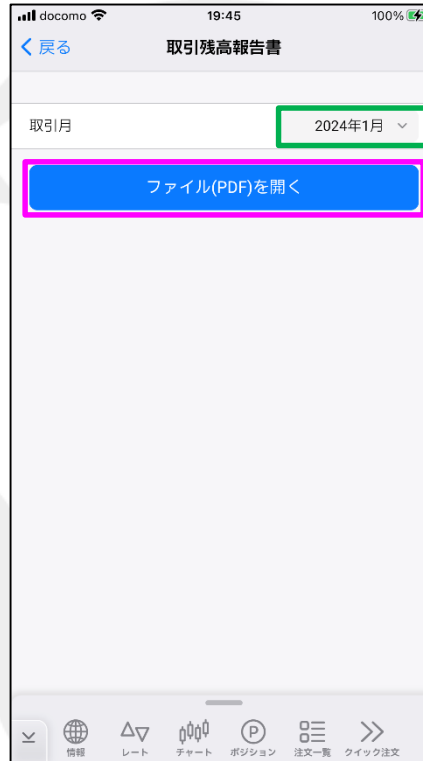 docomo 19:45 100%
戻る 取引残高報告書
取引月 2024年1月
ファイル(PDF)を開く
情報 レート チャート ポジション 注文一覧 クイック注文